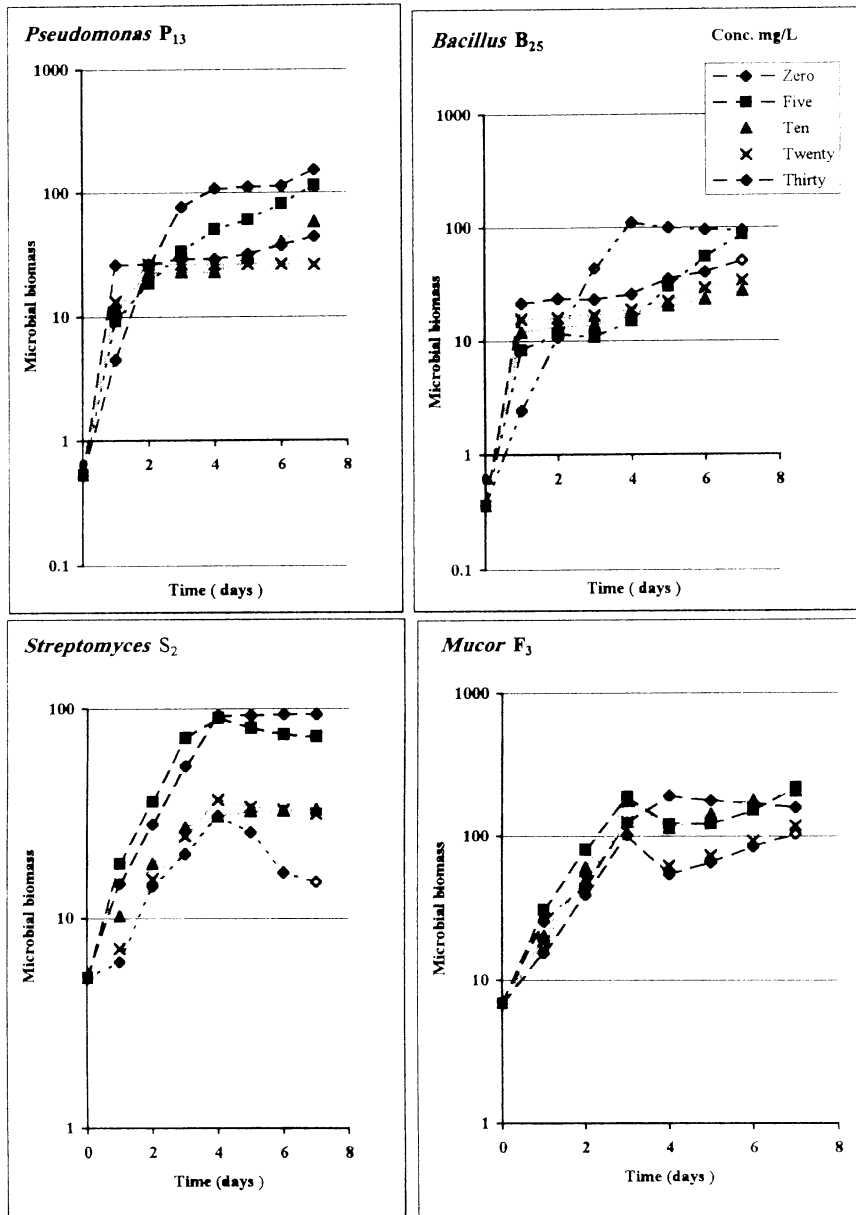 Pseudomonas P13
1000
100
10
1
0.1
Microbial biomass
0 2 4 6 8
Time ( days )
Bacillus B25
Conc. mg/L
Zero
Five
Ten
Twenty
Thirty
1000
100
10
1
0.1
Microbial biomass
0 2 4 6 8
Time ( days )
Streptomyces S2
100
10
1
Microbial biomass
0 2 4 6 8
Time (days )
Mucor F3
1000
100
10
1
Microbial biomass
0 2 4 6 8
Time ( days )